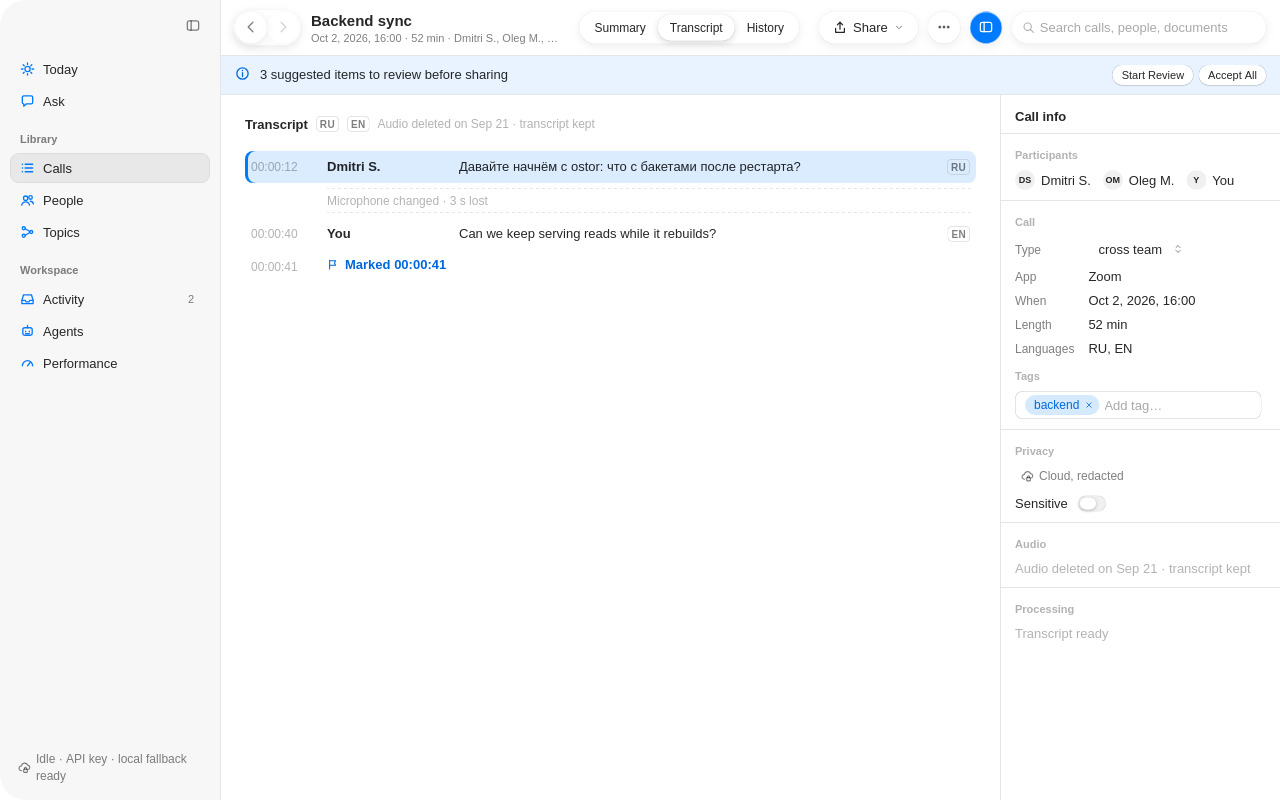 Backend sync
Oct 2, 2026, 16:00 · 52 min · Dmitri S., Oleg M., …
Summary
Transcript
History
Share
Search calls, people, documents
Today
Ask
Library
Calls
People
Topics
Workspace
Activity 2
Agents
Performance
Idle · API key · local fallback
ready
3 suggested items to review before sharing
Start Review
Accept All
Transcript RU EN Audio deleted on Sep 21 · transcript kept
00:00:12 Dmitri S. Давайте начнём с ostor: что с бакетами после рестарта? RU
Microphone changed · 3 s lost
00:00:40 You Can we keep serving reads while it rebuilds? EN
00:00:41 Marked 00:00:41
Call info
Participants
DS Dmitri S. OM Oleg M. Y You
Call
Type cross team
App Zoom
When Oct 2, 2026, 16:00
Length 52 min
Languages RU, EN
Tags
backend × Add tag…
Privacy
Cloud, redacted
Sensitive
Audio
Audio deleted on Sep 21 · transcript kept
Processing
Transcript ready